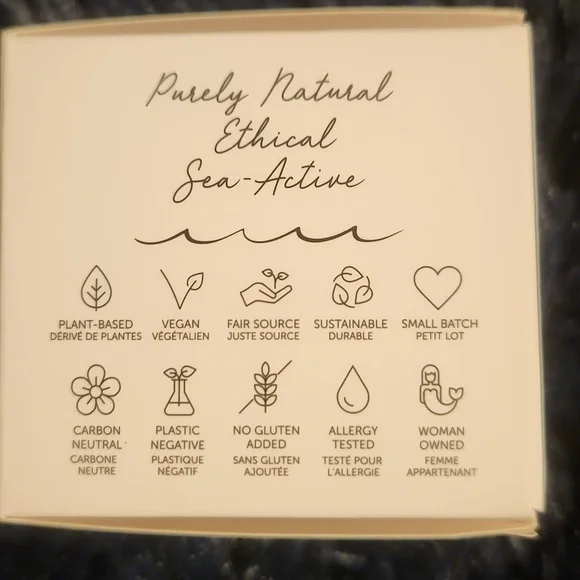 Purely Natural
Ethical
Sea-Active
PLANT-BASED
DÉRIVÉ DE PLANTES
VEGAN
VÉGÉTALIEN
FAIR SOURCE
JUSTE SOURCE
SUSTAINABLE
DURABLE
SMALL BATCH
PETIT LOT
CARBON
NEUTRAL
CARBONE
NEUTRE
PLASTIC
NEGATIVE
PLASTIQUE
NÉGATIF
NO GLUTEN
ADDED
SANS GLUTEN
AJOUTÉE
ALLERGY
TESTED
TESTÉ POUR
L'ALLERGIE
WOMAN
OWNED
FEMME
APPARTENANT